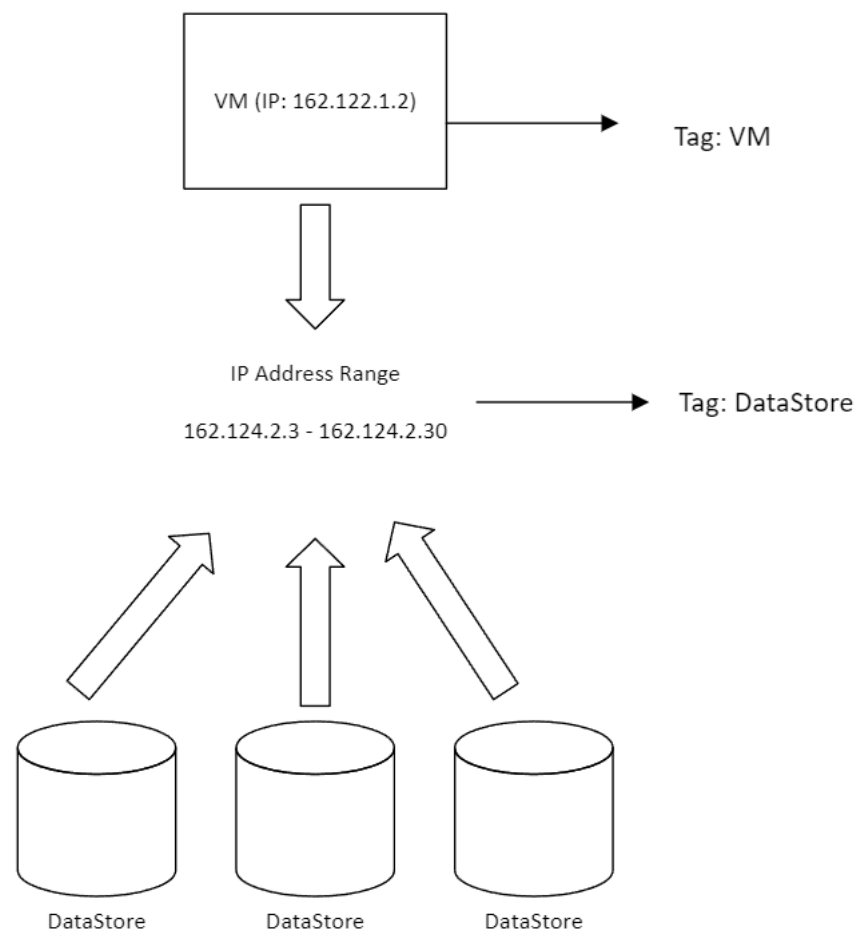 VM (IP: 162.122.1.2)
Tag: VM
IP Address Range
162.124.2.3 - 162.124.2.30
Tag: DataStore
DataStore
DataStore
DataStore